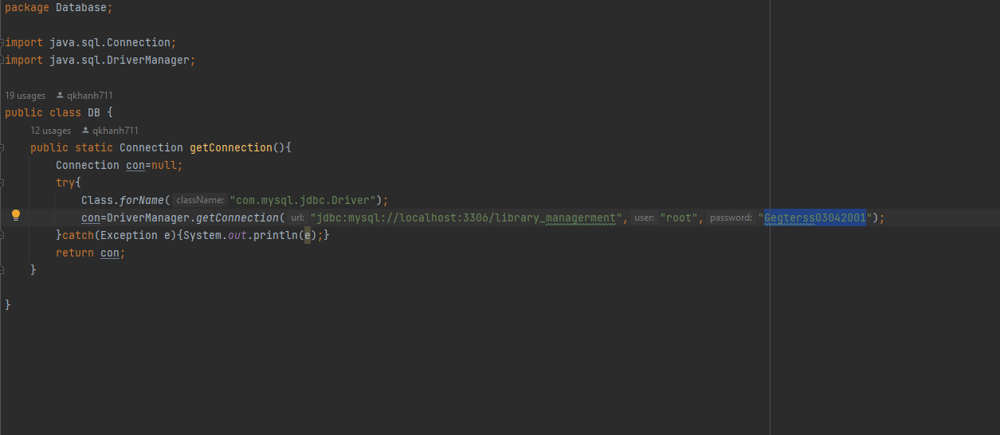 package Database;
import java.sql.Connection;
import java.sql.DriverManager;
19 usages qkhanh711
public class DB {
12 usages qkhanh711
public static Connection getConnection(){
Connection con=null;
try{
Class.forName( className: "com.mysql.jdbc.Driver");
con=DriverManager.getConnection( url: "jdbc:mysql://localhost:3306/library_managerment", user: "root", password: "Gegterss03042001");
}catch(Exception e){System.out.println(e);}
return con;
}
}